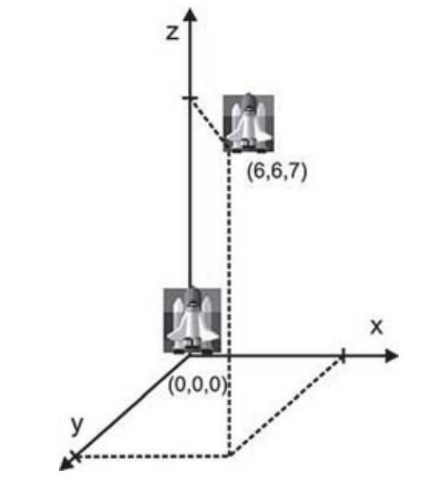 z
(6,6,7)
x
(0,0,0)
y